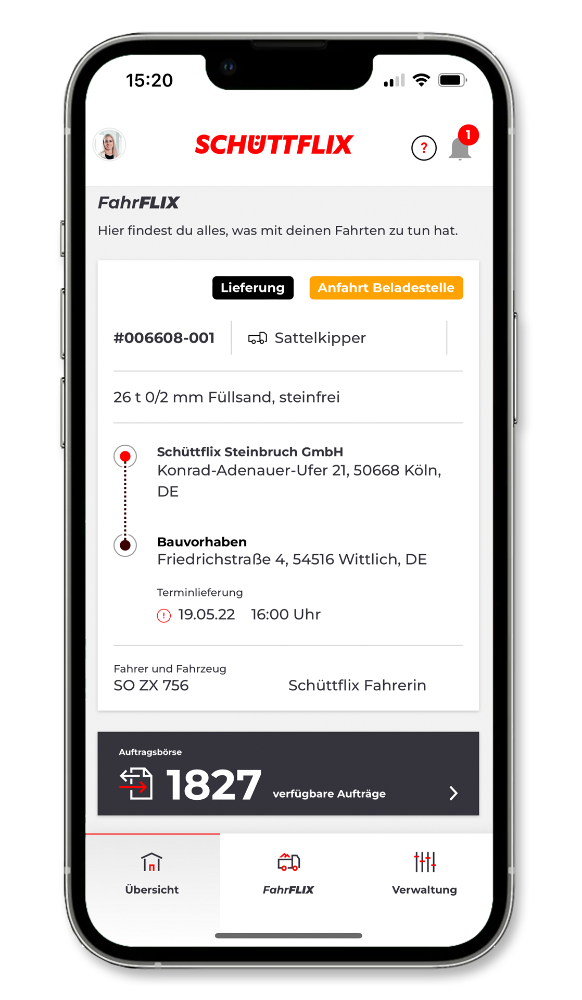 15:20
SCHÜTTFLIX
?
1
FahrFLIX
Hier findest du alles, was mit deinen Fahrten zu tun hat.
Lieferung
Anfahrt Beladestelle
#006608-001
Sattelkipper
26 t 0/2 mm Füllsand, steinfrei
Schüttflix Steinbruch GmbH
Konrad-Adenauer-Ufer 21, 50668 Köln,
DE
Bauvorhaben
Friedrichstraße 4, 54516 Wittlich, DE
Terminlieferung
! 19.05.22 16:00 Uhr
Fahrer und Fahrzeug
SO ZX 756
Schüttflix Fahrerin
Auftragsbörse
1827 verfügbare Aufträge
Übersicht
FahrFLIX
Verwaltung